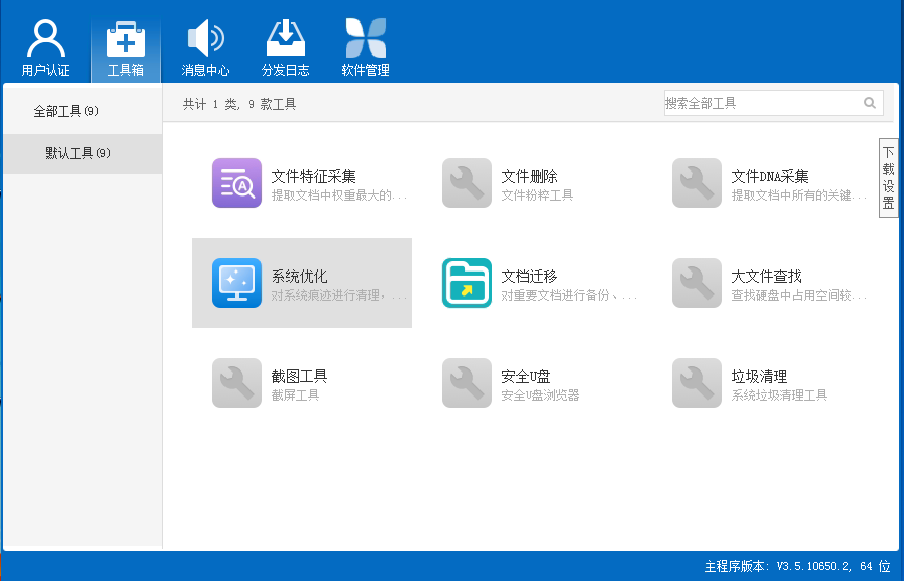 用户认证
工具箱
消息中心
分发日志
软件管理
全部工具(9)
默认工具(9)
共计 1 类, 9 款工具
搜索全部工具
下载设置
文件特征采集
提取文档中权重最大的...
文件删除
文件粉粹工具
文件DNA采集
提取文档中所有的关键...
系统优化
对系统痕迹进行清理，...
文档迁移
对重要文档进行备份、...
大文件查找
查找硬盘中占用空间较...
截图工具
截屏工具
安全U盘
安全U盘浏览器
垃圾清理
系统垃圾清理工具
主程序版本: V3.5.10650.2, 64 位